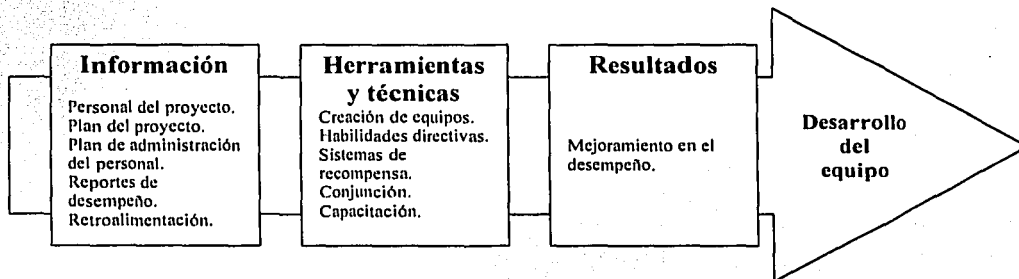 Información
Personal del proyecto.
Plan del proyecto.
Plan de administración
del personal.
Reportes de
desempeño.
Retroalimentación.
Herramientas
y técnicas
Creación de equipos.
Habilidades directivas.
Sistemas de
recompensa.
Conjunción.
Capacitación.
Resultados
Mejoramiento en el
desempeño.
Desarrollo
del
equipo